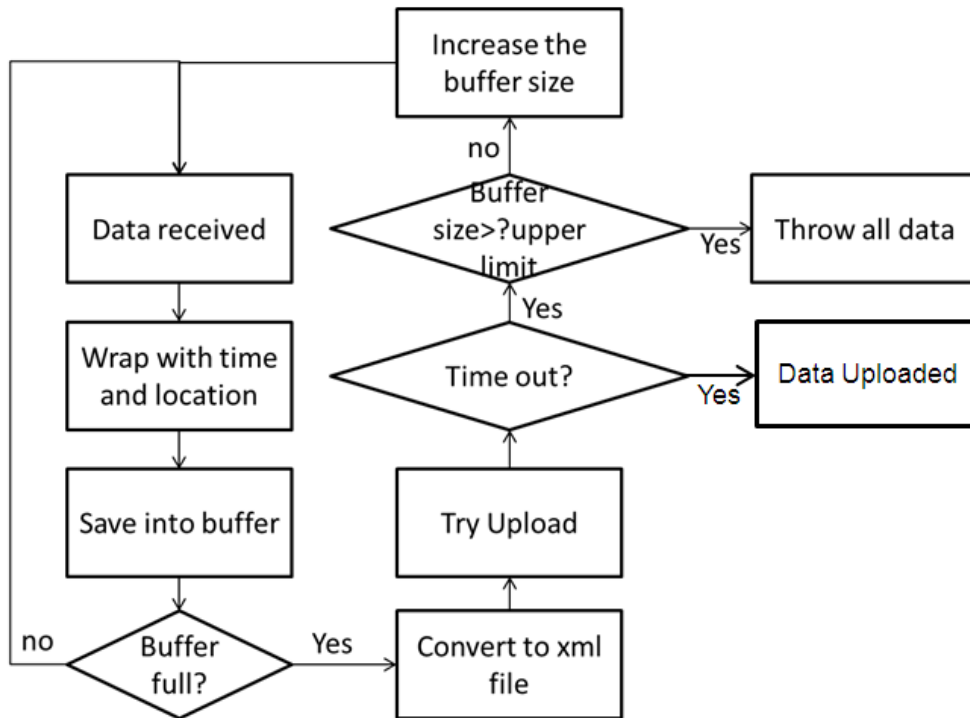 Increase the
buffer size
no
Buffer
size>?upper
limit
Yes
Throw all data
Data received
Yes
Wrap with time
and location
Time out?
Yes
Data Uploaded
Save into buffer
Try Upload
no
Buffer
full?
Yes
Convert to xml
file